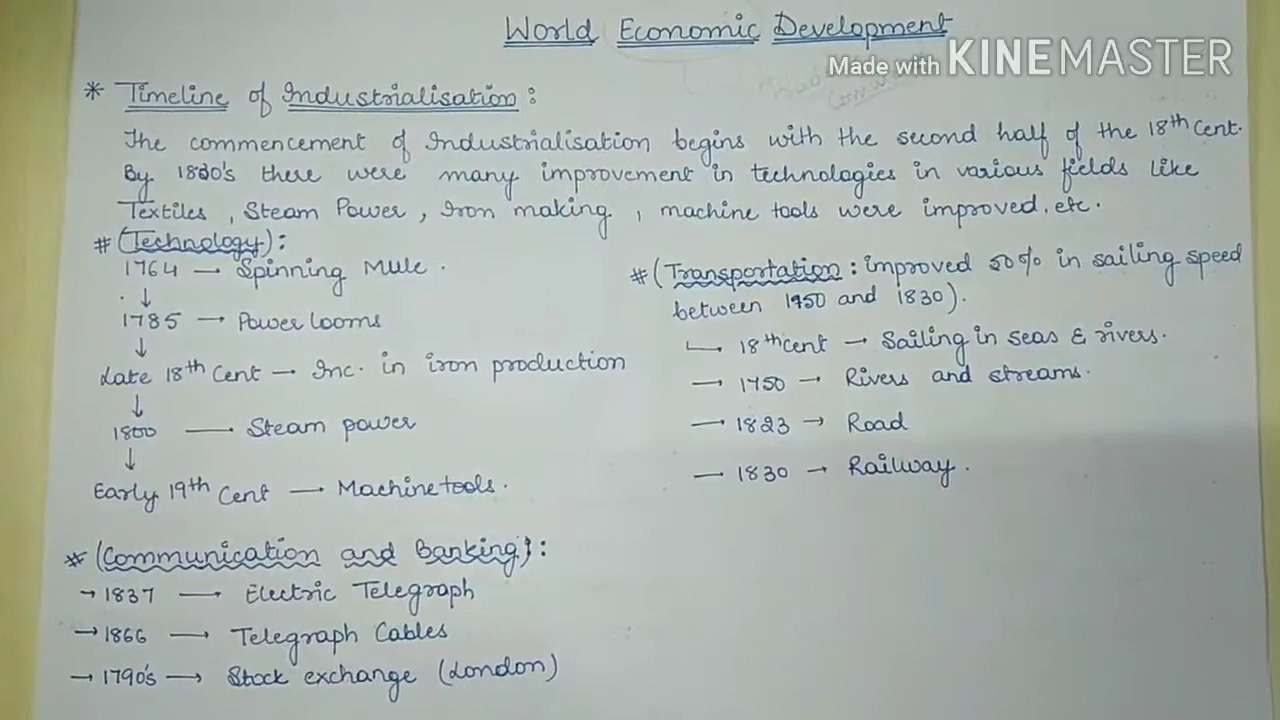 World Economic Development
Made with KINEMASTER
* Timeline of Industrialisation :
The commencement of Industrialisation begins with the second half of the 18th Cent.
By 1830's there were many improvement in technologies in various fields like
Textiles, Steam Power, Iron making, machine tools were improved. etc.
# (Technology) :
1764 → Spinning Mule.
↓
1785 → Power looms
↓
Late 18th Cent — Inc. in iron production
↓
1800 — Steam power
↓
Early 19th Cent — Machine tools.
# (Transportation : improved 50% in sailing speed
between 1950 and 1830).
↳ 18th cent → Sailing in seas & rivers.
— 1750 → Rivers and streams.
— 1823 → Road
— 1830 → Railway.
* (Communication and Banking) :
→ 1837 → Electric Telegraph
→ 1866 → Telegraph Cables
→ 1790's → Stock exchange (London)